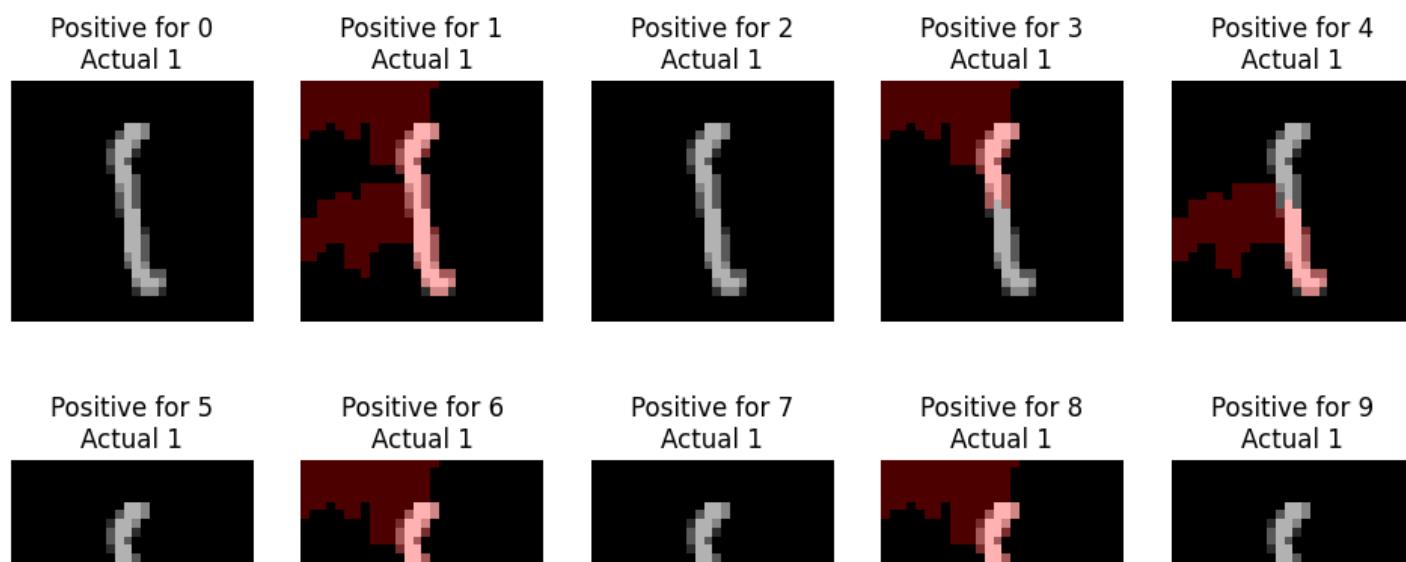 Positive for 0
Actual 1
Positive for 1
Actual 1
Positive for 2
Actual 1
Positive for 3
Actual 1
Positive for 4
Actual 1
Positive for 5
Actual 1
Positive for 6
Actual 1
Positive for 7
Actual 1
Positive for 8
Actual 1
Positive for 9
Actual 1